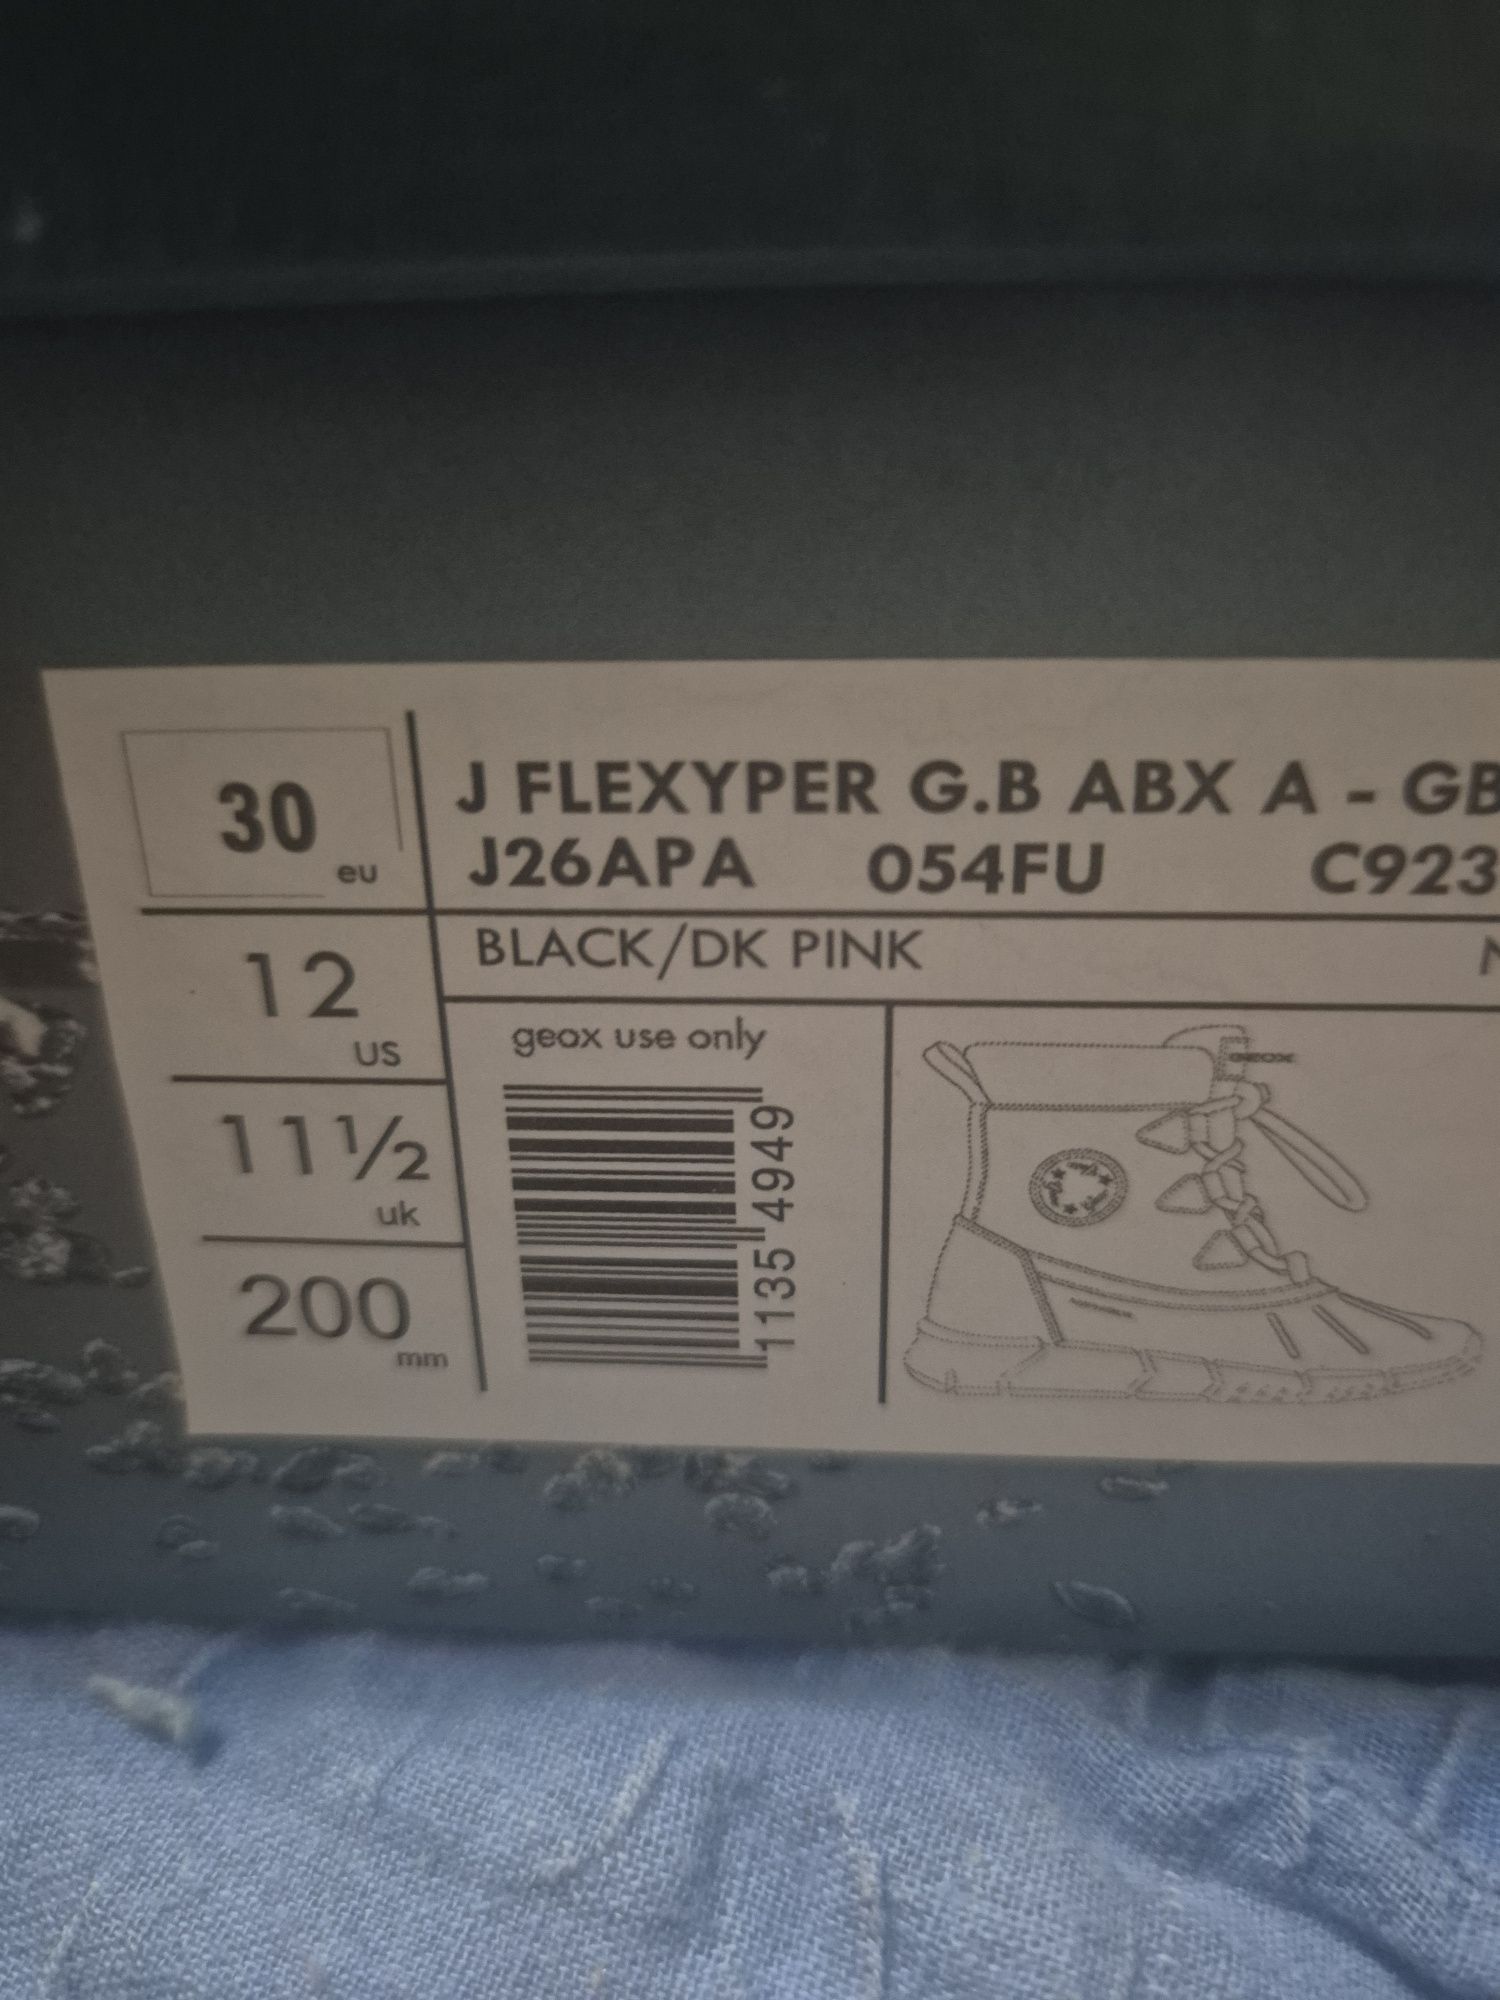 30 eu
J FLEXYPER G.B ABX A - GB
J26APA 054FU C923
BLACK/DK PINK
12 US
11½ uk
200 mm
geox use only
1135 4949
GEOX